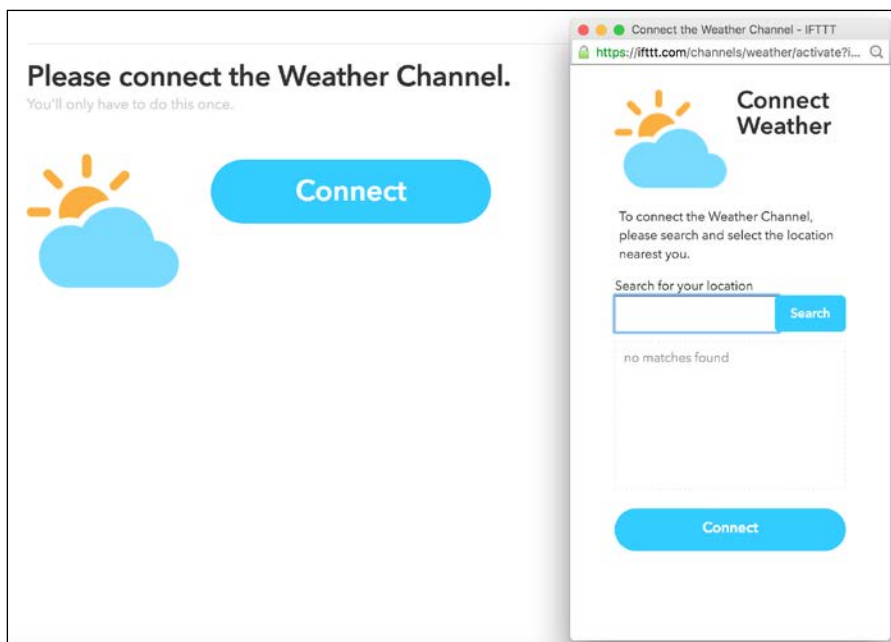 Please connect the Weather Channel.
You'll only have to do this once.
Connect
Connect the Weather Channel - IFTTT
https://ifttt.com/channels/weather/activate?i...
Connect
Weather
To connect the Weather Channel,
please search and select the location
nearest you.
Search for your location
Search
no matches found
Connect